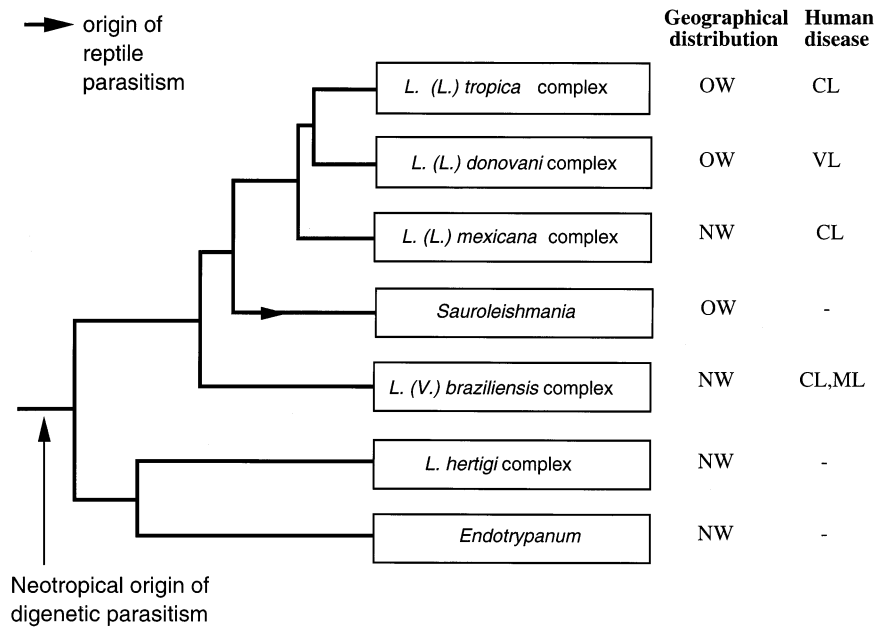 origin of
reptile
parasitism
Geographical
distribution
Human
disease
L. (L.) tropica complex OW CL
L. (L.) donovani complex OW VL
L. (L.) mexicana complex NW CL
Sauroleishmania OW -
L. (V.) braziliensis complex NW CL,ML
L. hertigi complex NW -
Endotrypanum NW -
Neotropical origin of
digenetic parasitism